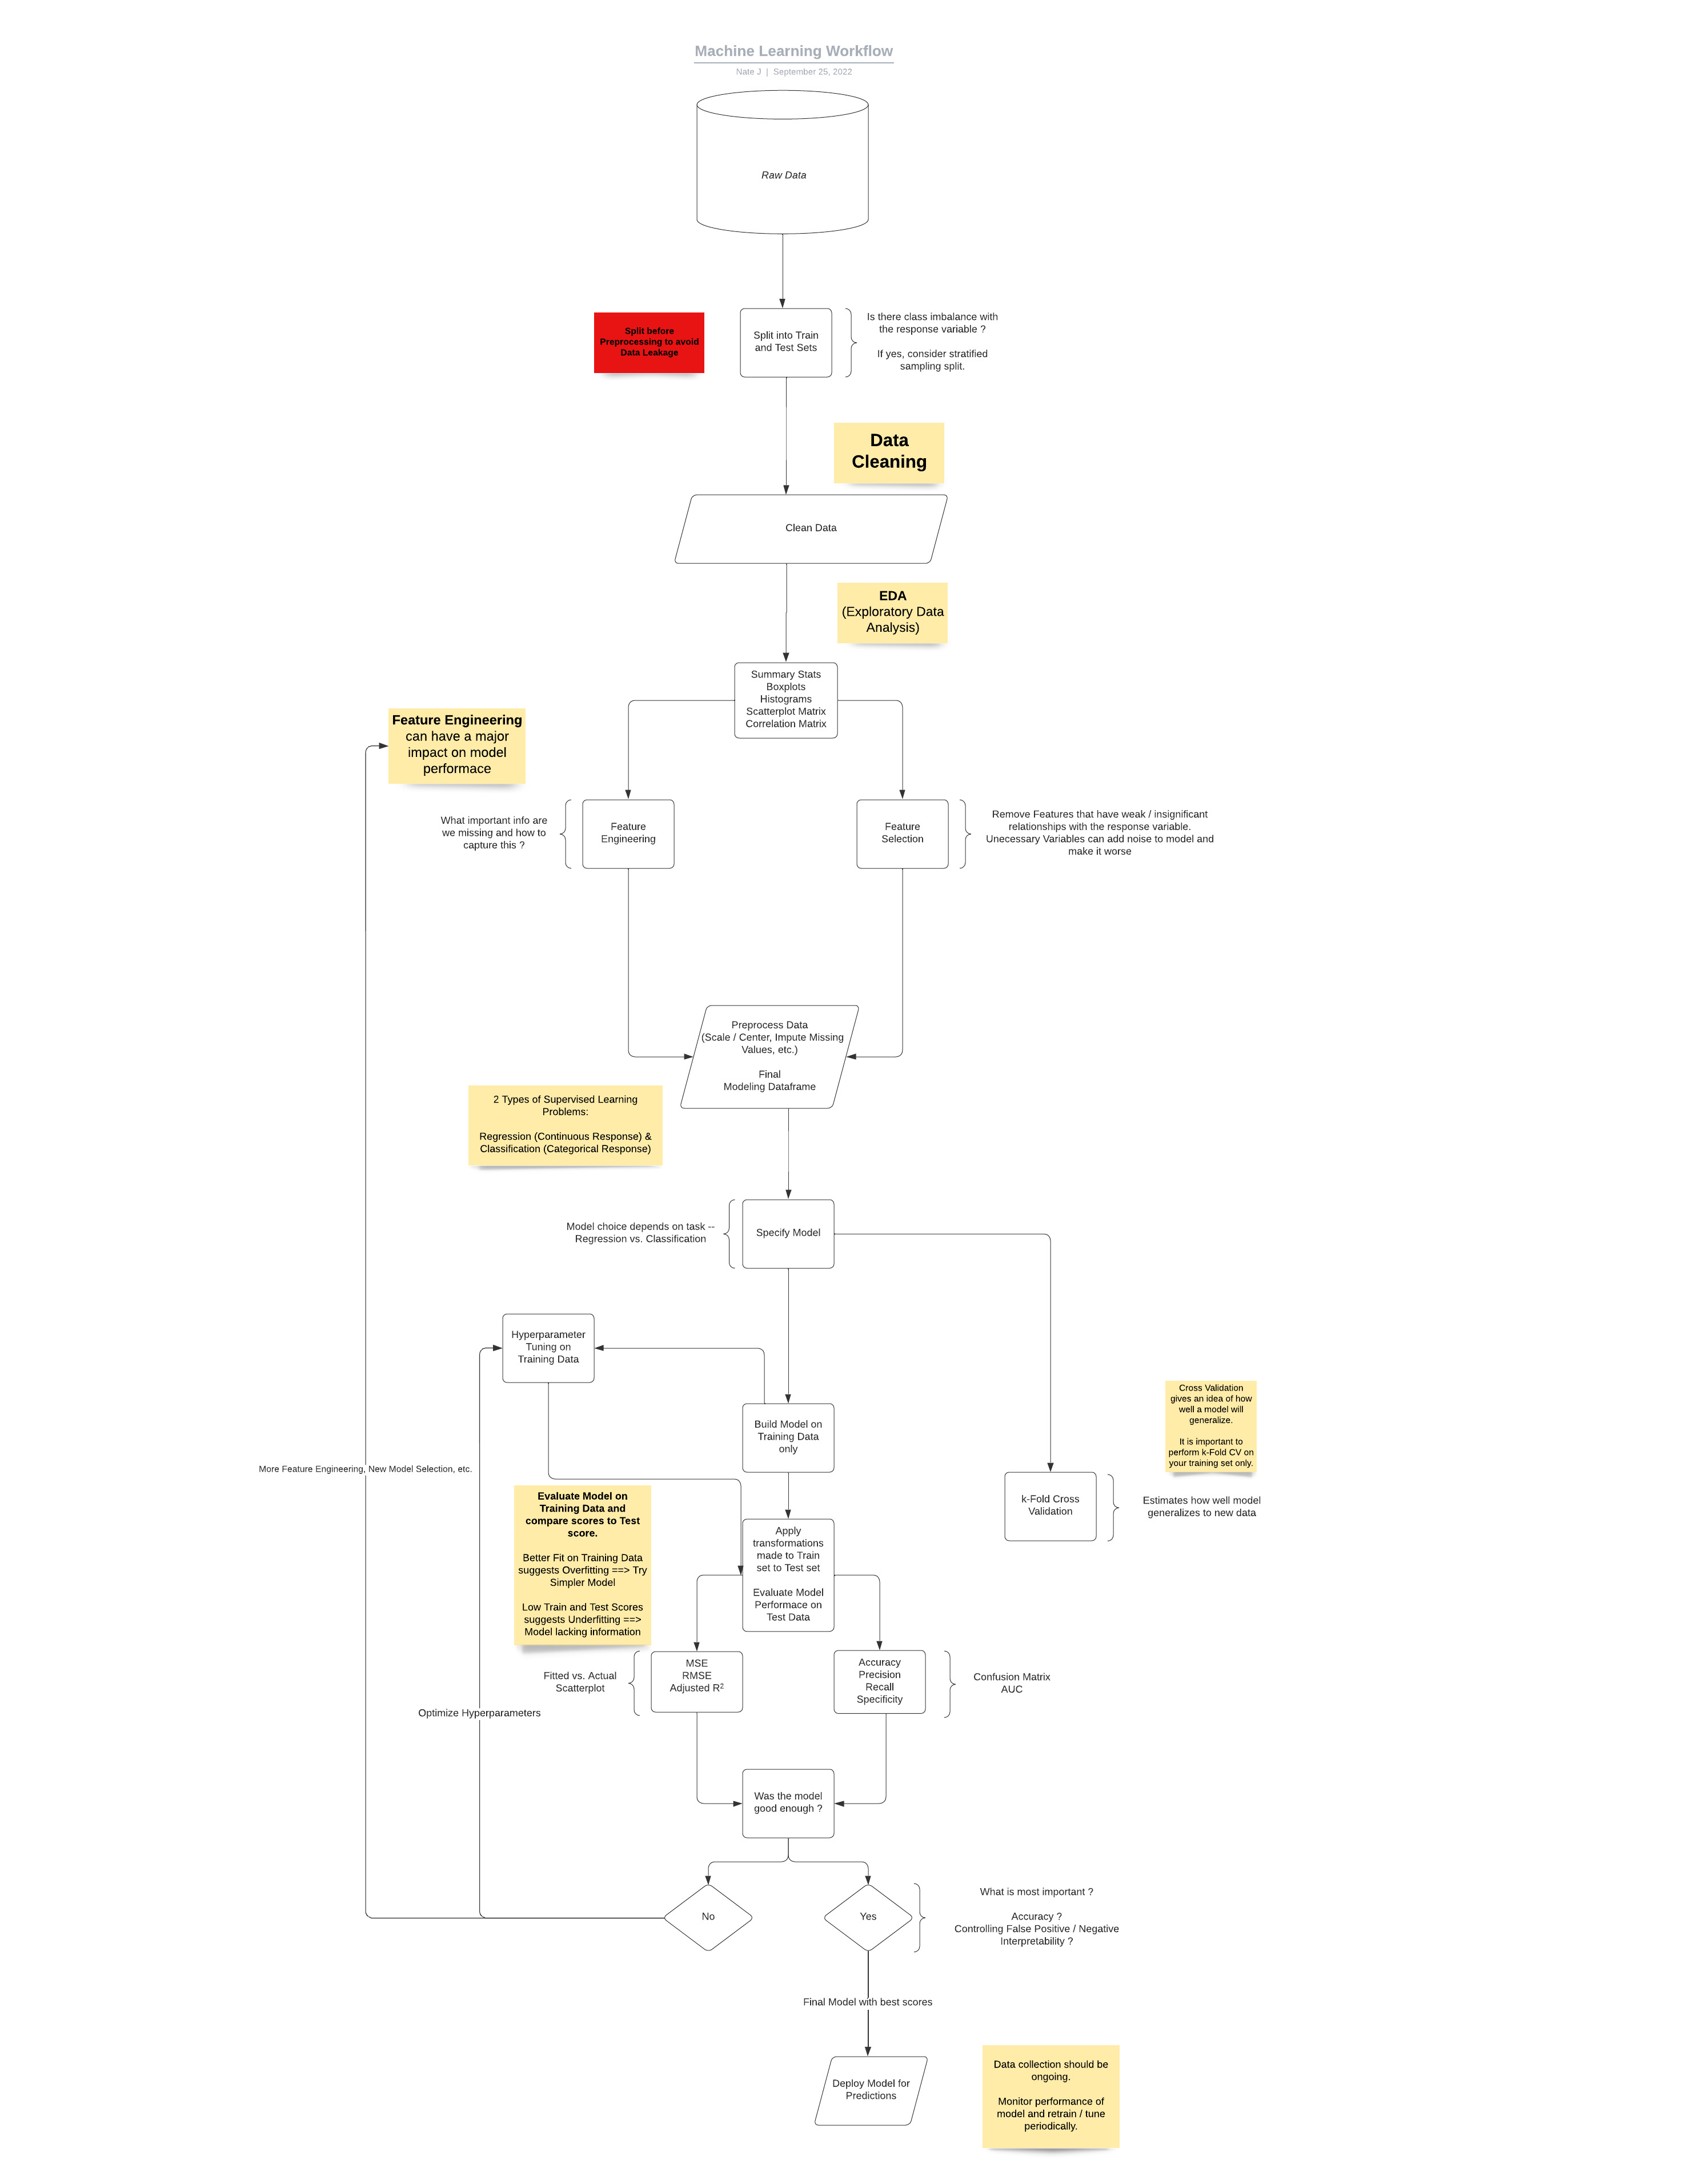 Machine Learning Workflow
Nate J | September 25, 2022
Raw Data
Split before
Preprocessing to avoid
Data Leakage
Split into Train
and Test Sets
Is there class imbalance with
the response variable ?
If yes, consider stratified
sampling split.
Data
Cleaning
Clean Data
EDA
(Exploratory Data
Analysis)
Summary Stats
Boxplots
Histograms
Scatterplot Matrix
Correlation Matrix
Feature Engineering
can have a major
impact on model
performace
What important info are
we missing and how to
capture this ?
Feature
Engineering
Feature
Selection
Remove Features that have weak / insignificant
relationships with the response variable.
Unecessary Variables can add noise to model and
make it worse
Preprocess Data
(Scale / Center, Impute Missing
Values, etc.)
Final
Modeling Dataframe
2 Types of Supervised Learning
Problems:
Regression (Continuous Response) &
Classification (Categorical Response)
Model choice depends on task --
Regression vs. Classification
Specify Model
Hyperparameter
Tuning on
Training Data
Build Model on
Training Data
only
Cross Validation
gives an idea of how
well a model will
generalize.
It is important to
perform k-Fold CV on
your training set only.
More Feature Engineering, New Model Selection, etc.
k-Fold Cross
Validation
Estimates how well model
generalizes to new data
Evaluate Model on
Training Data and
compare scores to Test
score.
Better Fit on Training Data
suggests Overfitting ==> Try
Simpler Model
Low Train and Test Scores
suggests Underfitting ==>
Model lacking information
Apply
transformations
made to Train
set to Test set
Evaluate Model
Performace on
Test Data
Fitted vs. Actual
Scatterplot
MSE
RMSE
Adjusted R²
Accuracy
Precision
Recall
Specificity
Confusion Matrix
AUC
Optimize Hyperparameters
Was the model
good enough ?
No
Yes
What is most important ?
Accuracy ?
Controlling False Positive / Negative
Interpretability ?
Final Model with best scores
Deploy Model for
Predictions
Data collection should be
ongoing.
Monitor performance of
model and retrain / tune
periodically.